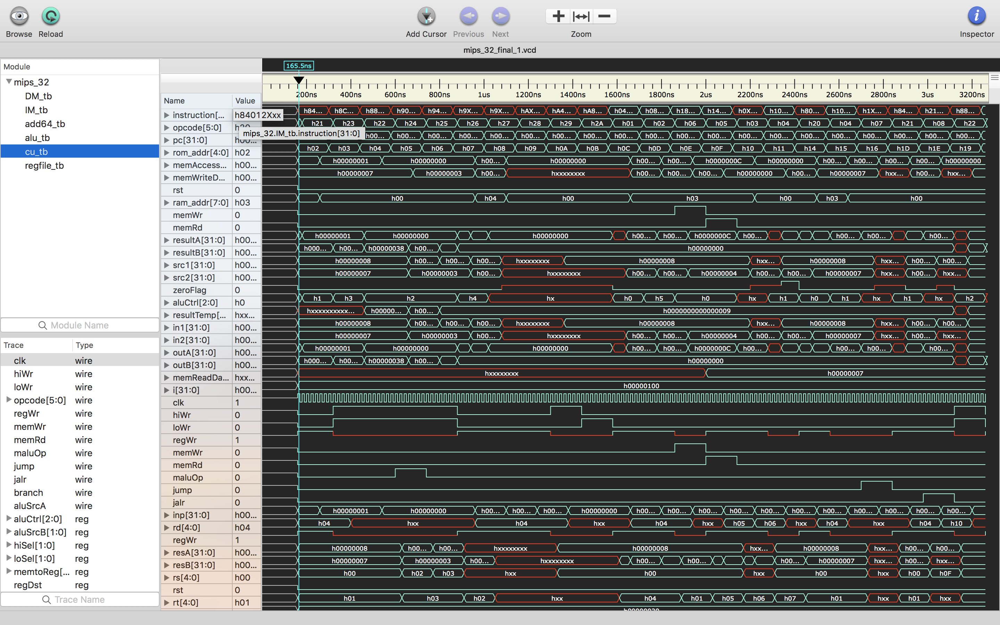 Browse Reload Add Cursor Previous Next Zoom Inspector
mips_32_final_1.vcd
Module
mips_32
DM_tb
IM_tb
add64_tb
alu_tb
cu_tb
regfile_tb
Module Name
Trace Type
clk wire
hiWr wire
loWr wire
opcode[5:0] wire
regWr wire
memWr wire
memRd wire
maluOp wire
jump wire
jalr wire
branch wire
aluSrcA wire
aluCtrl[2:0] reg
aluSrcB[1:0] reg
hiSel[1:0] reg
loSel[1:0] reg
memtoReg[... reg
regDst reg
Trace Name
165.5ns
200ns 400ns 600ns 800ns 1us 1200ns 1400ns 1600ns 1800ns 2us 2200ns 2400ns 2600ns 2800ns 3us 3200ns
Name Value
instruction[... h84012Xxx h84... h8C... h88... h90... h94... h9X... h9X... hAX... hA4... hA8... h04... h08... h18... h14... h0X... h10... h80... h10... h1X... h84... h21... h88...
opcode[5:0] h21 h23 h22 h24 h25 h26 h27 h28 h29 h2A h01 h02 h06 h05 h03 h04 h20 h04 h07 h21 h08 h22
mips_32.IM_tb.instruction[31:0]
pc[31:0] h00... h00... h00... h00... h00... h00... h00... h00... h00... h00... h00... h00... h00... h00... h00... h00... h00... h00... h00... h00... h00...
rom_addr[4:0] h02 h02 h03 h04 h05 h06 h07 h08 h09 h0A h0B h0C h0D h0E h0F h10 h11 h14 h15 h16 h1D h1E h19
memAccess... h00... h00000001 h00000000 h00... h00000000 h00... h00... h0000000C h00000000 h00... h00... h00... h00... h00000000
memWriteD... h00... h00000007 h00000003 h00... hxxxxxxxx h00... h00... h00... h00000000 h00... h00000007 hxx... h00... hxx...
rst 0
ram_addr[7:0] h03 h00 h04 h00 h03 h00 h03 h00
memWr 0
memRd 0
resultA[31:0] h00... h00000001 h00000000 h00000000 h00... h00... h0000000C h00... h00... h00... h00...
resultB[31:0] h00... h000... h00... h00000038 h00... h00000000
src1[31:0] h00... h00000008 h00... h00... h00... hxxxxxxxx h00000008 hxx... h00000008 hxx... h00... h00...
src2[31:0] h00... h00000007 h00000003 h00... hxxxxxxxx h00... h00... h00000004 h00... h00... h00000007 hxx... h00... hxx...
zeroFlag 0
aluCtrl[2:0] h0 h1 h3 h2 h4 hx h0 h5 h0 hx h1 h0 h1 hx h1 hx h2
resultTemp[... hxx... hxxxxxxxxxxx... h00000... h00... h0000000000000009
in1[31:0] h00... h00000008 h00... h00... h00... hxxxxxxxx h00000008 hxx... h00000008 hxx... h00... h00...
in2[31:0] h00... h00000007 h00000003 h00... hxxxxxxxx h00... h00... h00000004 h00... h00... h00000007 hxx... h00... hxx...
outA[31:0] h00... h00000001 h00000000 h00000000 h00... h00... h0000000C h00... h00... h00... h00...
outB[31:0] h00... h000... h00... h00000038 h00... h00000000
memReadDa... hxx... hxxxxxxxx h00000007
i[31:0] h00... h00000100
clk 1
hiWr 0
loWr 0
regWr 1
memWr 0
memRd 0
maluOp 0
jump 0
jalr 0
inp[31:0] h00... h00000001 h00000000 h00... h00... h00... h00000000 h00... h00... h00... h00... h00... h00... h00... h00... h00... h00... h00...
rd[4:0] h04 h04 hxx h04 hxx h04 hxx h05 h06 hxx h04 hxx h04 h10
regWr 1
resA[31:0] h00... h00000008 h00... h00... hxxxxxxxx h00000008 hxx... h00000008 hxx... h00... h00...
resB[31:0] h00... h00000007 h00000003 h00... hxxxxxxxx h00... h00... h00... h00000007 hxx... h00... hxx...
rs[4:0] h00 h00 h02 h03 hxx h00 hxx h00 hxx h00 h0F
rst 0
rt[4:0] h01 h01 h03 h02 hxx h04 h01 h05 h06 h07 h01 hxx h01 hxx